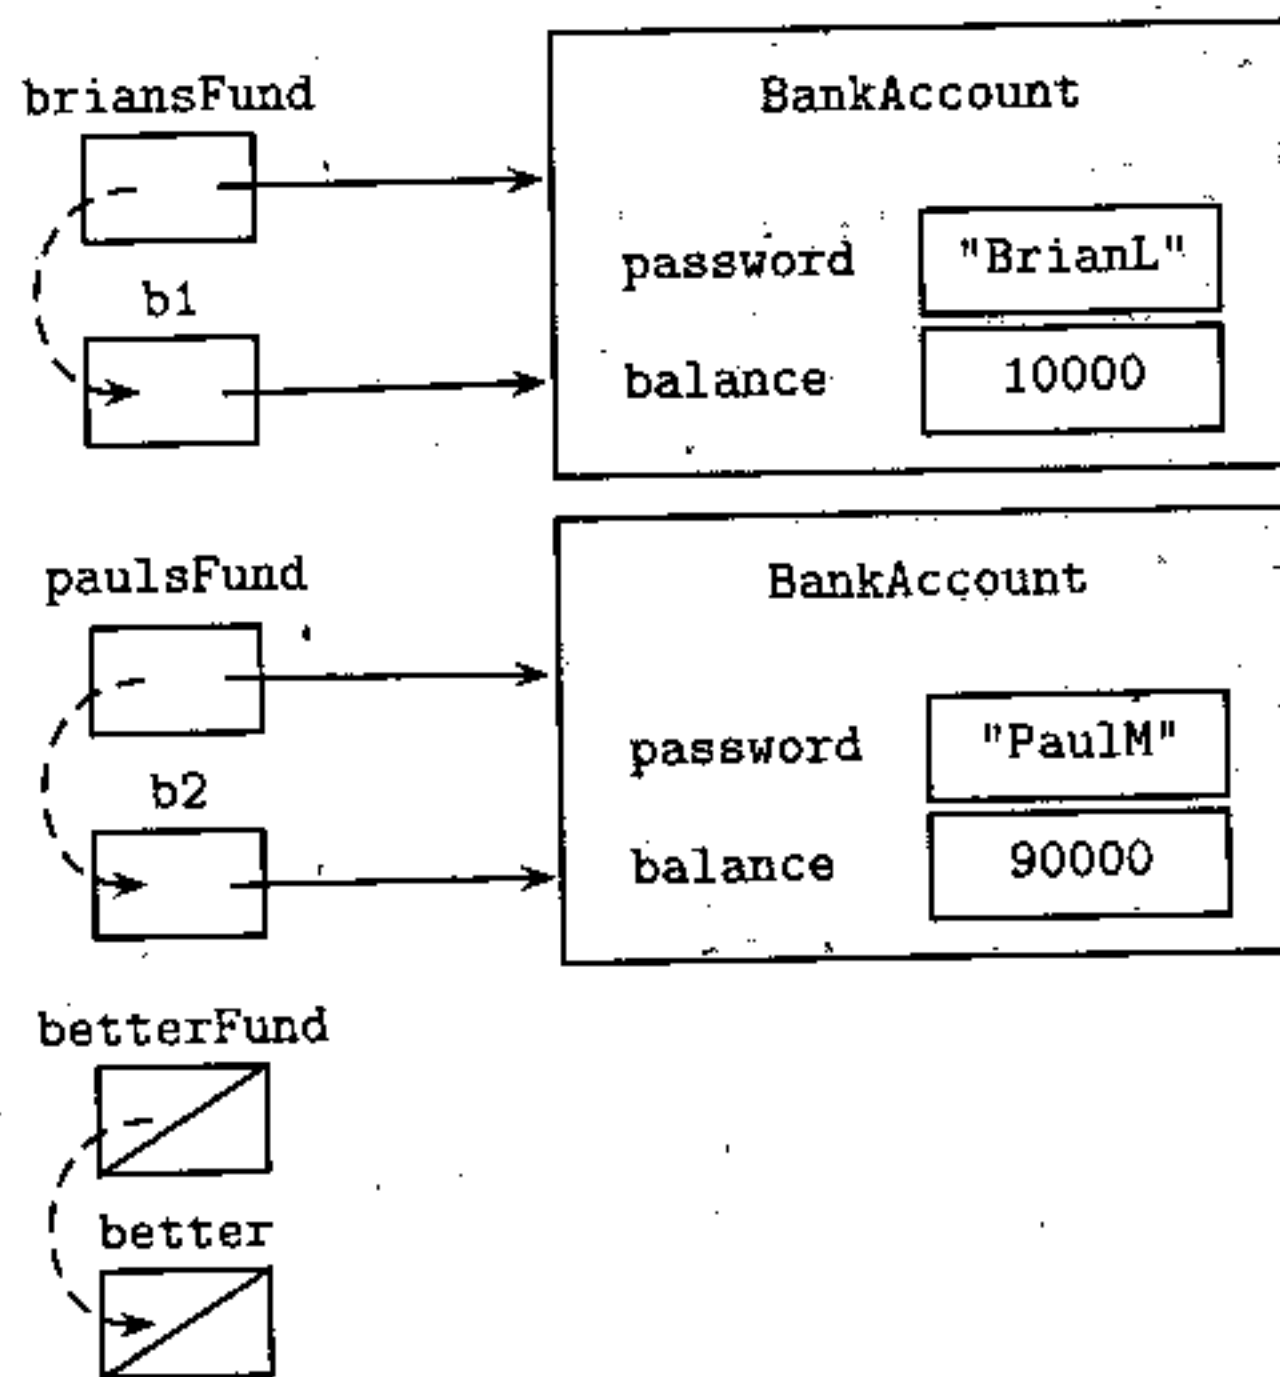 briansFund
BankAccount
password "BrianL"
b1
balance 10000
paulsFund
BankAccount
password "PaulM"
b2
balance 90000
betterFund
better